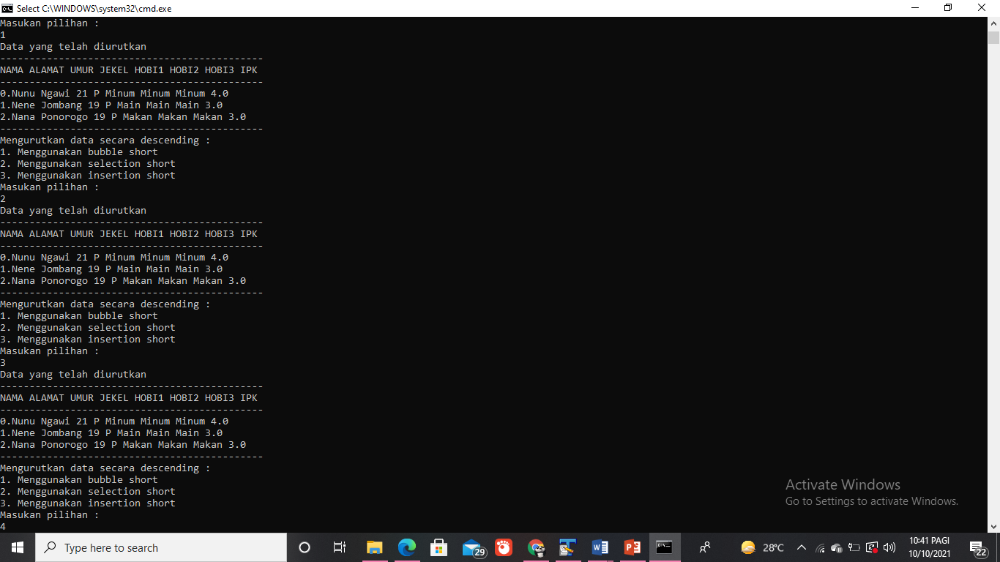 Select C:\WINDOWS\system32\cmd.exe
Masukan pilihan :
1
Data yang telah diurutkan
---------------------------------------------
NAMA ALAMAT UMUR JEKEL HOBI1 HOBI2 HOBI3 IPK
---------------------------------------------
0.Nunu Ngawi 21 P Minum Minum Minum 4.0
1.Nene Jombang 19 P Main Main Main 3.0
2.Nana Ponorogo 19 P Makan Makan Makan 3.0
---------------------------------------------
Mengurutkan data secara descending :
1. Menggunakan bubble short
2. Menggunakan selection short
3. Menggunakan insertion short
Masukan pilihan :
2
Data yang telah diurutkan
---------------------------------------------
NAMA ALAMAT UMUR JEKEL HOBI1 HOBI2 HOBI3 IPK
---------------------------------------------
0.Nunu Ngawi 21 P Minum Minum Minum 4.0
1.Nene Jombang 19 P Main Main Main 3.0
2.Nana Ponorogo 19 P Makan Makan Makan 3.0
---------------------------------------------
Mengurutkan data secara descending :
1. Menggunakan bubble short
2. Menggunakan selection short
3. Menggunakan insertion short
Masukan pilihan :
3
Data yang telah diurutkan
---------------------------------------------
NAMA ALAMAT UMUR JEKEL HOBI1 HOBI2 HOBI3 IPK
---------------------------------------------
0.Nunu Ngawi 21 P Minum Minum Minum 4.0
1.Nene Jombang 19 P Main Main Main 3.0
2.Nana Ponorogo 19 P Makan Makan Makan 3.0
---------------------------------------------
Mengurutkan data secara descending :
1. Menggunakan bubble short
2. Menggunakan selection short
3. Menggunakan insertion short
Masukan pilihan :
4
Activate Windows
Go to Settings to activate Windows.
Type here to search
29
28°C
10:41 PAGI
10/10/2021
22